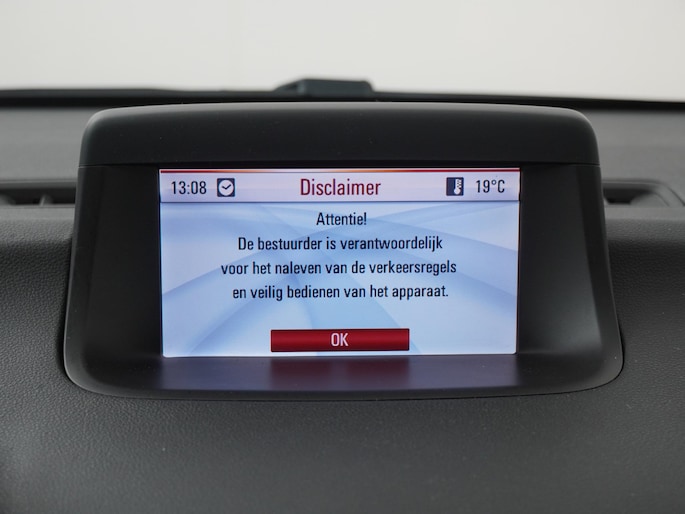 13:08 Disclaimer 19°C
Attentie!
De bestuurder is verantwoordelijk
voor het naleven van de verkeersregels
en veilig bedienen van het apparaat.
OK